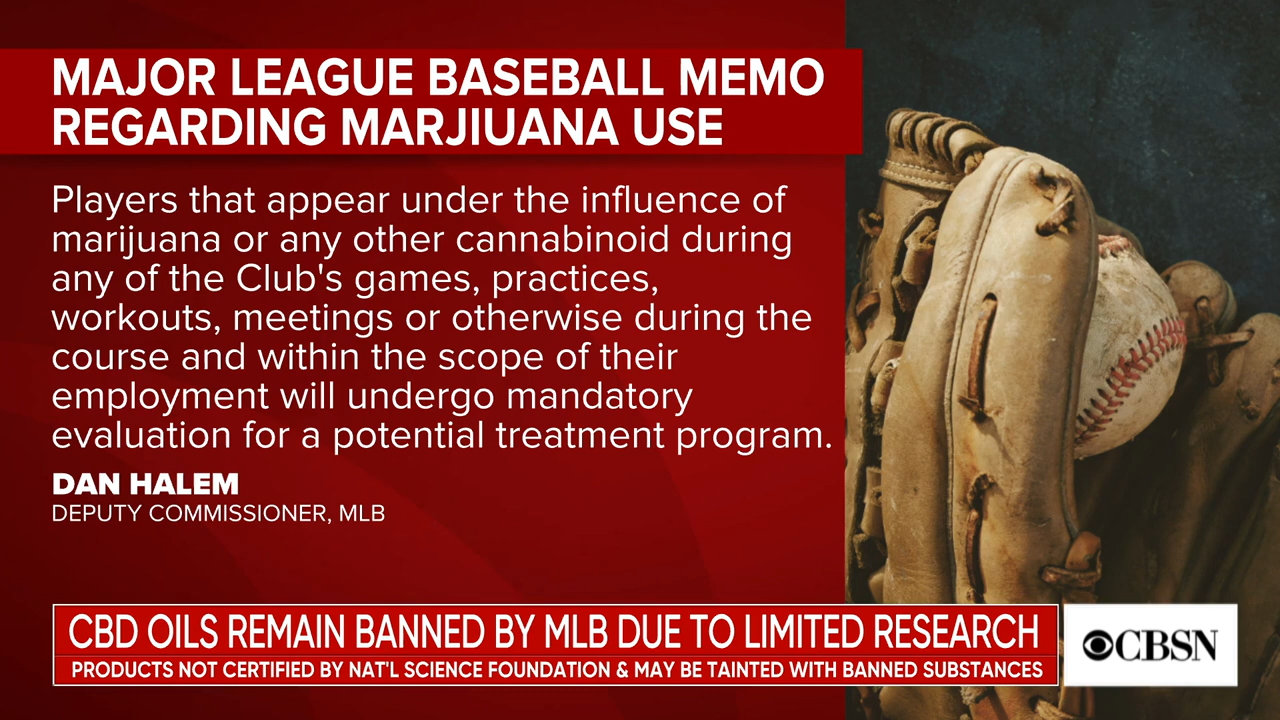 MAJOR LEAGUE BASEBALL MEMO
REGARDING MARJIUANA USE
Players that appear under the influence of
marijuana or any other cannabinoid during
any of the Club's games, practices,
workouts, meetings or otherwise during the
course and within the scope of their
employment will undergo mandatory
evaluation for a potential treatment program.
DAN HALEM
DEPUTY COMMISSIONER, MLB
CBD OILS REMAIN BANNED BY MLB DUE TO LIMITED RESEARCH
PRODUCTS NOT CERTIFIED BY NAT'L SCIENCE FOUNDATION & MAY BE TAINTED WITH BANNED SUBSTANCES
CBSN